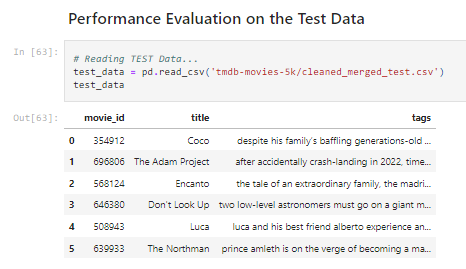 Performance Evaluation on the Test Data
In [63]:
# Reading TEST Data...
test_data = pd.read_csv('tmdb-movies-5k/cleaned_merged_test.csv')
test_data
Out[63]:
movie_id title tags
0 354912 Coco despite his family's baffling generations-old ...
1 696806 The Adam Project after accidentally crash-landing in 2022, time...
2 568124 Encanto the tale of an extraordinary family, the madri...
3 646380 Don't Look Up two low-level astronomers must go on a giant m...
4 508943 Luca luca and his best friend alberto experience an...
5 639933 The Northman prince amleth is on the verge of becoming a ma...